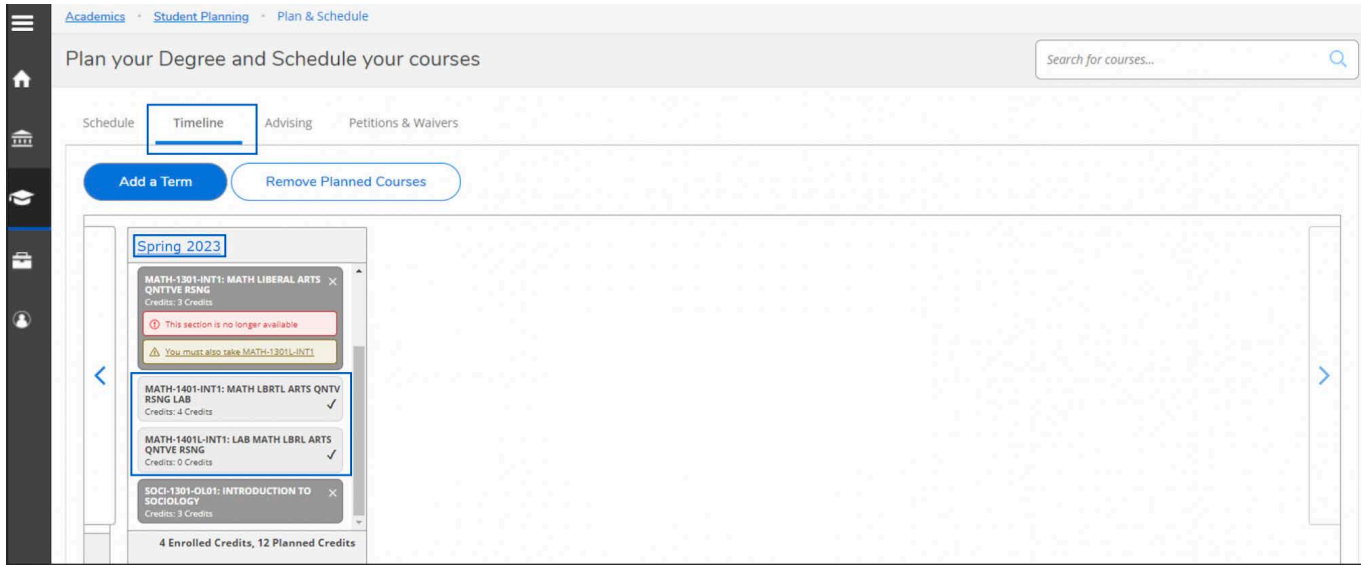 Academics · Student Planning · Plan & Schedule
Plan your Degree and Schedule your courses
Search for courses...
Schedule Timeline Advising Petitions & Waivers
Add a Term Remove Planned Courses
Spring 2023
MATH-1301-INT1: MATH LIBERAL ARTS
QNTTVE RSNG
Credits: 3 Credits
This section is no longer available
You must also take MATH-1301L-INT1
MATH-1401-INT1: MATH LBRTL ARTS QNTV
RSNG LAB
Credits: 4 Credits
MATH-1401L-INT1: LAB MATH LBRL ARTS
QNTVE RSNG
Credits: 0 Credits
SOCI-1301-OL01: INTRODUCTION TO
SOCIOLOGY
Credits: 3 Credits
4 Enrolled Credits, 12 Planned Credits